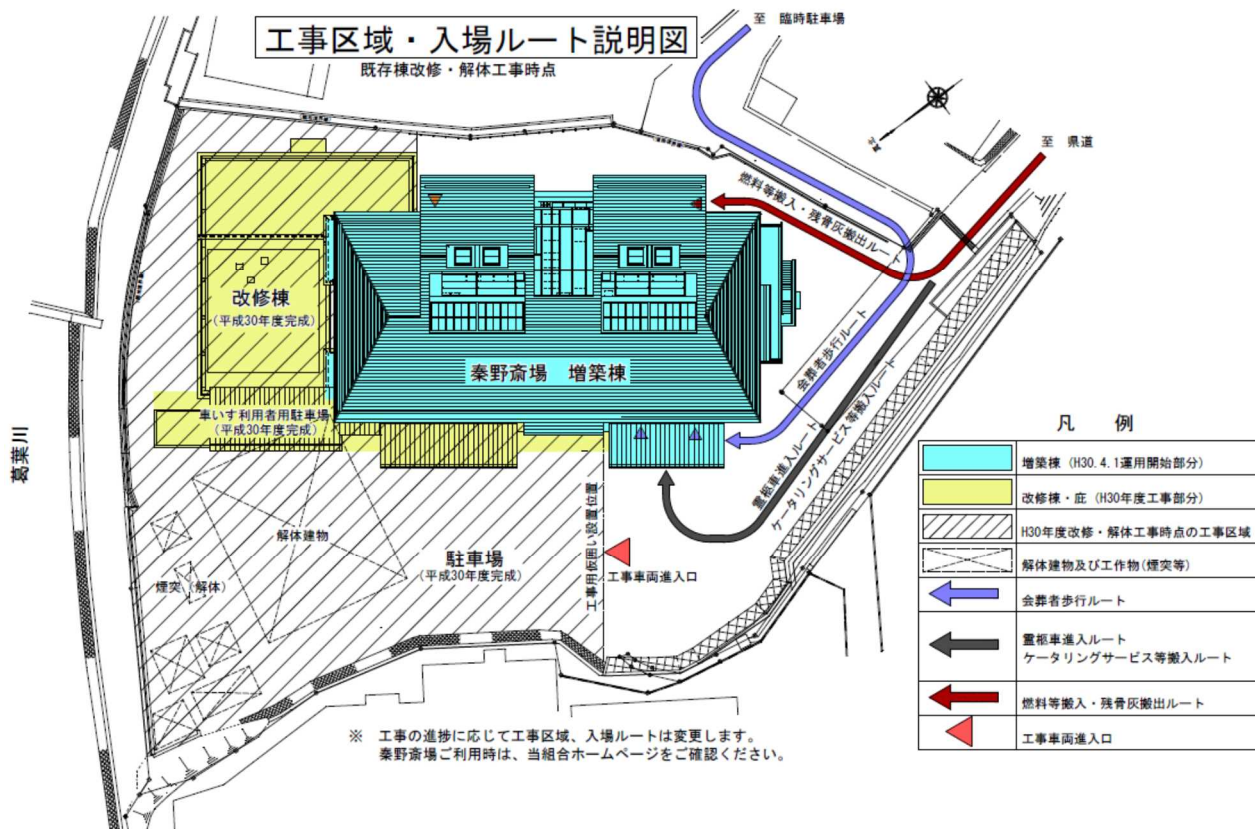 工事区域・入場ルート説明図
既存棟改修・解体工事時点
至 臨時駐車場
至 県道
燃料等搬入・残骨灰搬出ルート
改修棟
(平成30年度完成)
秦野斎場 増築棟
会葬者歩行ルート
車いす利用者用駐車場
(平成30年度完成)
霊柩車進入ルート
ケータリングサービス等搬入ルート
葛葉川
解体建物
煙突(解体)
駐車場
(平成30年度完成)
工事用仮囲い設置位置
工事車両進入口
凡 例
増築棟(H30.4.1運用開始部分)
改修棟・庇(H30年度工事部分)
H30年度改修・解体工事時点の工事区域
解体建物及び工作物(煙突等)
会葬者歩行ルート
霊柩車進入ルート
ケータリングサービス等搬入ルート
燃料等搬入・残骨灰搬出ルート
工事車両進入口
※ 工事の進捗に応じて工事区域、入場ルートは変更します。
秦野斎場ご利用時は、当組合ホームページをご確認ください。